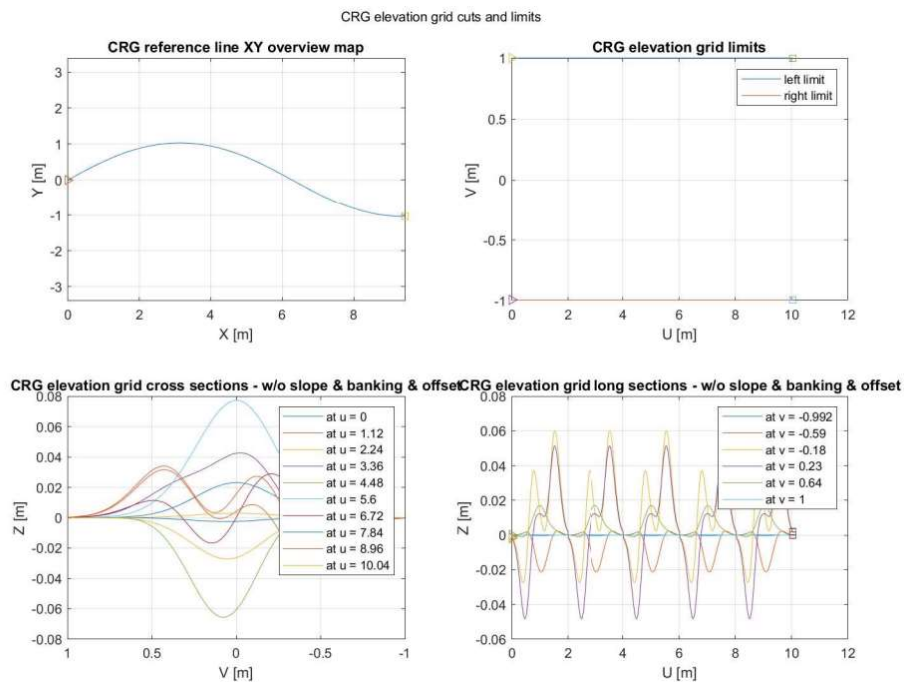 CRG elevation grid cuts and limits
CRG reference line XY overview map
3
2
1
0
-1
-2
-3
Y [m]
0
2
4
6
8
X [m]
CRG elevation grid limits
1
0.5
0
-0.5
-1
V [m]
left limit
right limit
0
2
4
6
8
10
12
U [m]
CRG elevation grid cross sections - w/o slope & banking & offset
0.08
0.06
0.04
0.02
0
-0.02
-0.04
-0.06
-0.08
Z [m]
at u = 0
at u = 1.12
at u = 2.24
at u = 3.36
at u = 4.48
at u = 5.6
at u = 6.72
at u = 7.84
at u = 8.96
at u = 10.04
1
0.5
0
-0.5
-1
V [m]
CRG elevation grid long sections - w/o slope & banking & offset
0.08
0.06
0.04
0.02
0
-0.02
-0.04
-0.06
Z [m]
at v = -0.992
at v = -0.59
at v = -0.18
at v = 0.23
at v = 0.64
at v = 1
0
2
4
6
8
10
12
U [m]